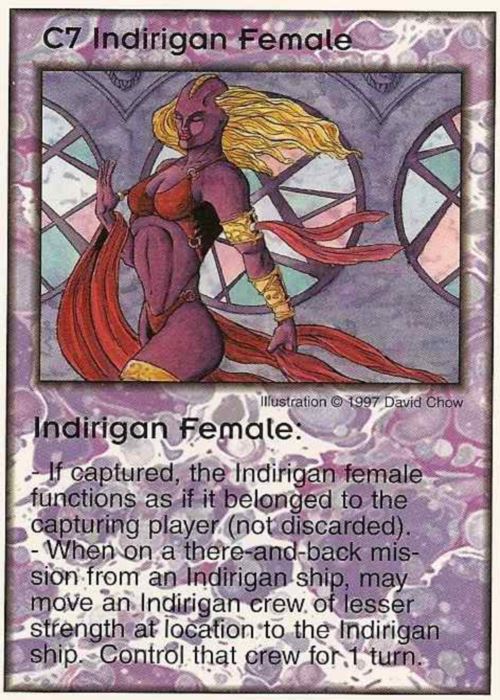 C7 Indirigan Female
Illustration © 1997 David Chow
Indirigan Female:
- If captured, the Indirigan female
functions as if it belonged to the
capturing player (not discarded).
- When on a there-and-back mis-
sion from an Indirigan ship, may
move an Indirigan crew of lesser
strength at location to the Indirigan
ship.  Control that crew for 1 turn.